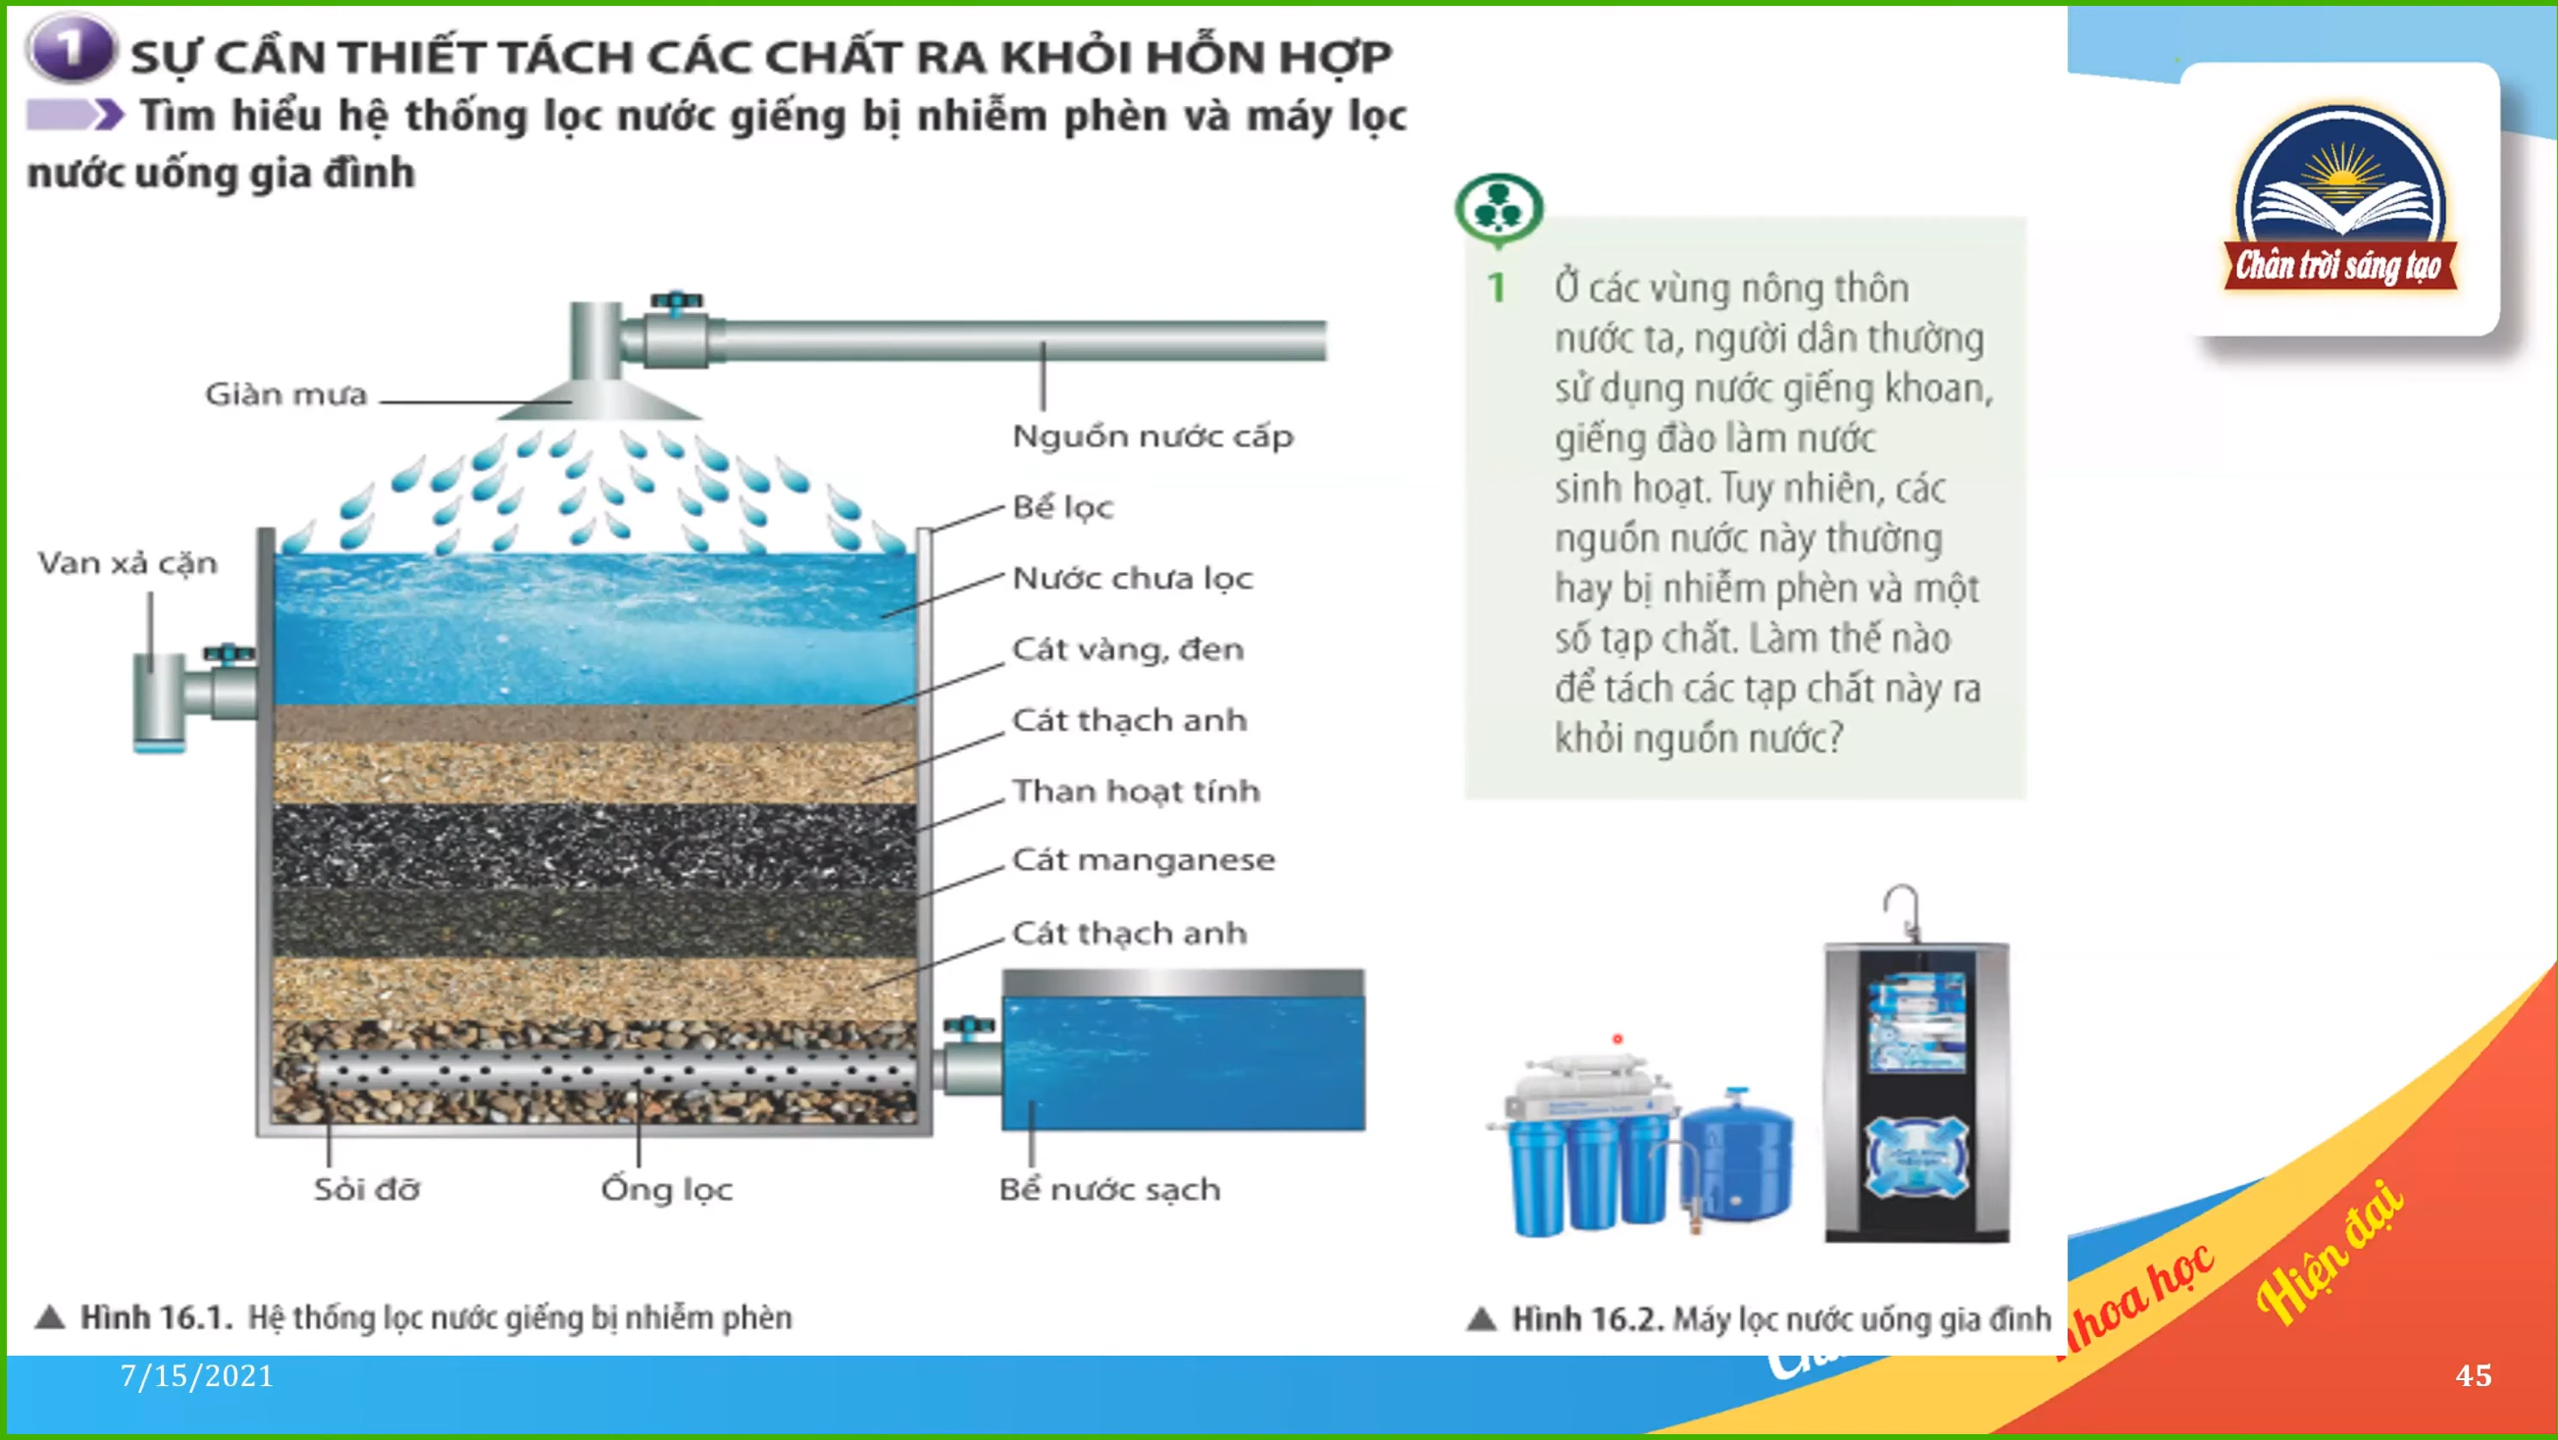 1 SỰ CẦN THIẾT TÁCH CÁC CHẤT RA KHỎI HỖN HỢP
Tìm hiểu hệ thống lọc nước giếng bị nhiễm phèn và máy lọc
nước uống gia đình
Chân trời sáng tạo
Giàn mưa
Nguồn nước cấp
Bể lọc
Van xả cặn
Nước chưa lọc
Cát vàng, đen
Cát thạch anh
Than hoạt tính
Cát manganese
Cát thạch anh
Sỏi đỡ
Ống lọc
Bể nước sạch
▲ Hình 16.1. Hệ thống lọc nước giếng bị nhiễm phèn
1 Ở các vùng nông thôn
nước ta, người dân thường
sử dụng nước giếng khoan,
giếng đào làm nước
sinh hoạt. Tuy nhiên, các
nguồn nước này thường
hay bị nhiễm phèn và một
số tạp chất. Làm thế nào
để tách các tạp chất này ra
khỏi nguồn nước?
▲ Hình 16.2. Máy lọc nước uống gia đình
học
Hiện đại
7/15/2021
45